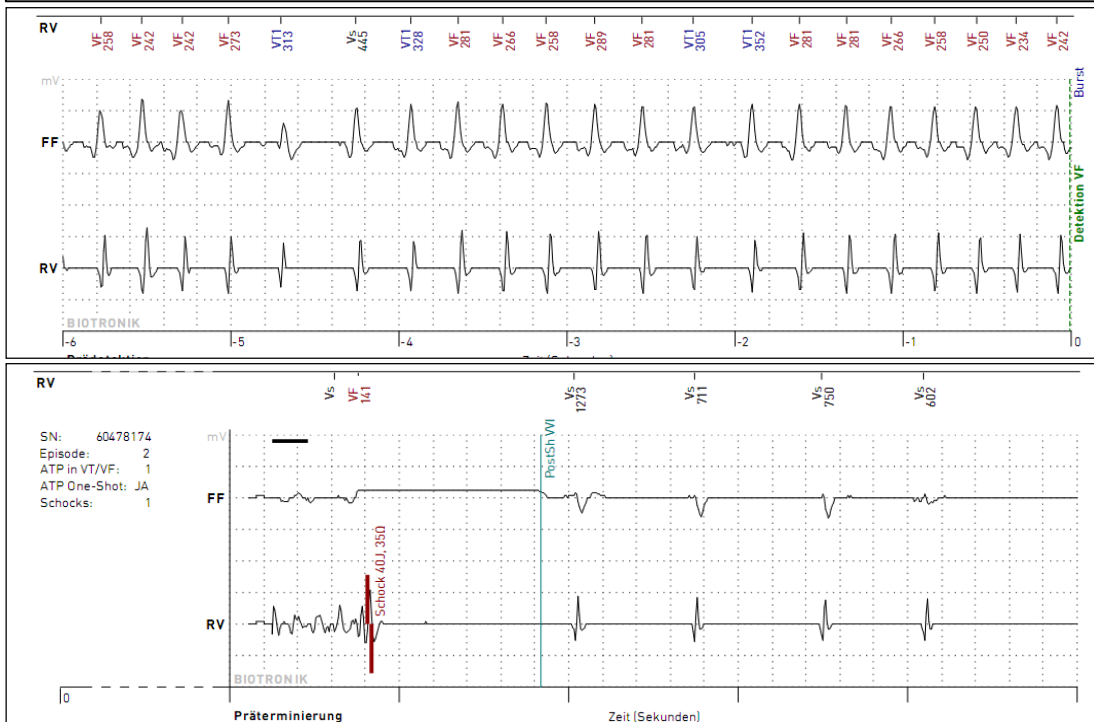 RV
VF 258 VF 242 VF 242 VF 273 VT1 313 Vs 445 VT1 328 VF 281 VF 266 VF 258 VF 289 VF 281 VT1 305 VT1 352 VF 281 VF 281 VF 266 VF 258 VF 250 VF 234 VF 242
mV
Burst
FF
Detektion VF
RV
BIOTRONIK
-6 -5 -4 -3 -2 -1 0
Prädetektion Zeit (Sekunden)
RV
Vs VF 141 Vs 1273 Vs 711 Vs 750 Vs 602
SN: 60478174
Episode: 2
ATP in VT/VF: 1
ATP One-Shot: JA
Schocks: 1
mV
PostSh VVI
FF
Schock 40J, 35Ω
RV
BIOTRONIK
0
Präterminierung Zeit (Sekunden)